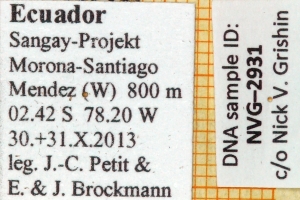 Ecuador
Sangay-Projekt
Morona-Santiago
Mendez (W) 800 m
02.42 S 78.20 W
30.+31.X.2013
leg. J.-C. Petit &
E. & J. Brockmann
DNA sample ID:
NVG–2931
c/o Nick V. Grishin